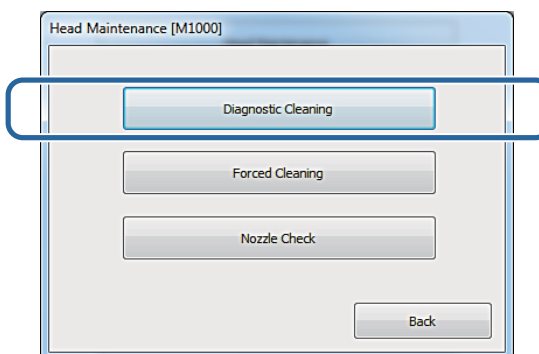 Head Maintenance [M1000]
Diagnostic Cleaning
Forced Cleaning
Nozzle Check
Back